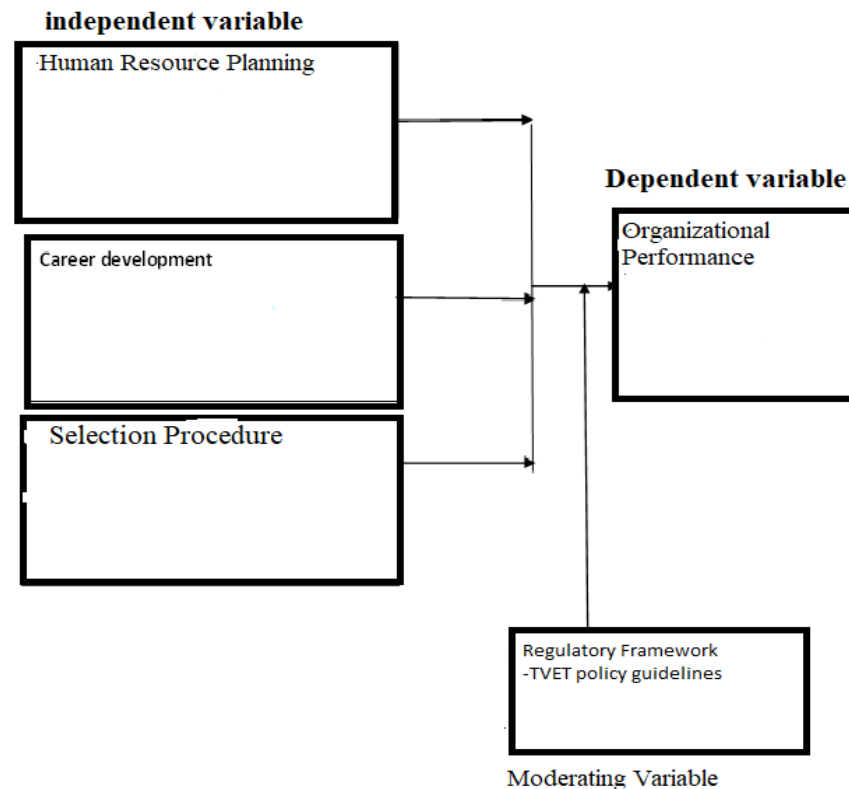 independent variable
Human Resource Planning
Career development
Selection Procedure
Dependent variable
Organizational
Performance
Regulatory Framework
-TVET policy guidelines
Moderating Variable